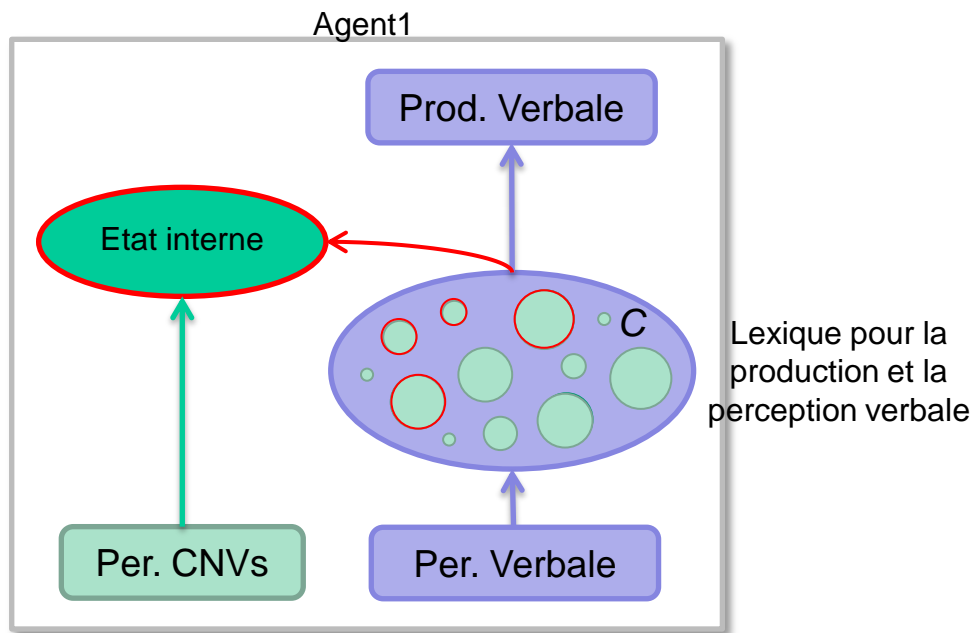 Agent1
Prod. Verbale
Etat interne
C
Lexique pour la
production et la
perception verbale
Per. CNVs
Per. Verbale